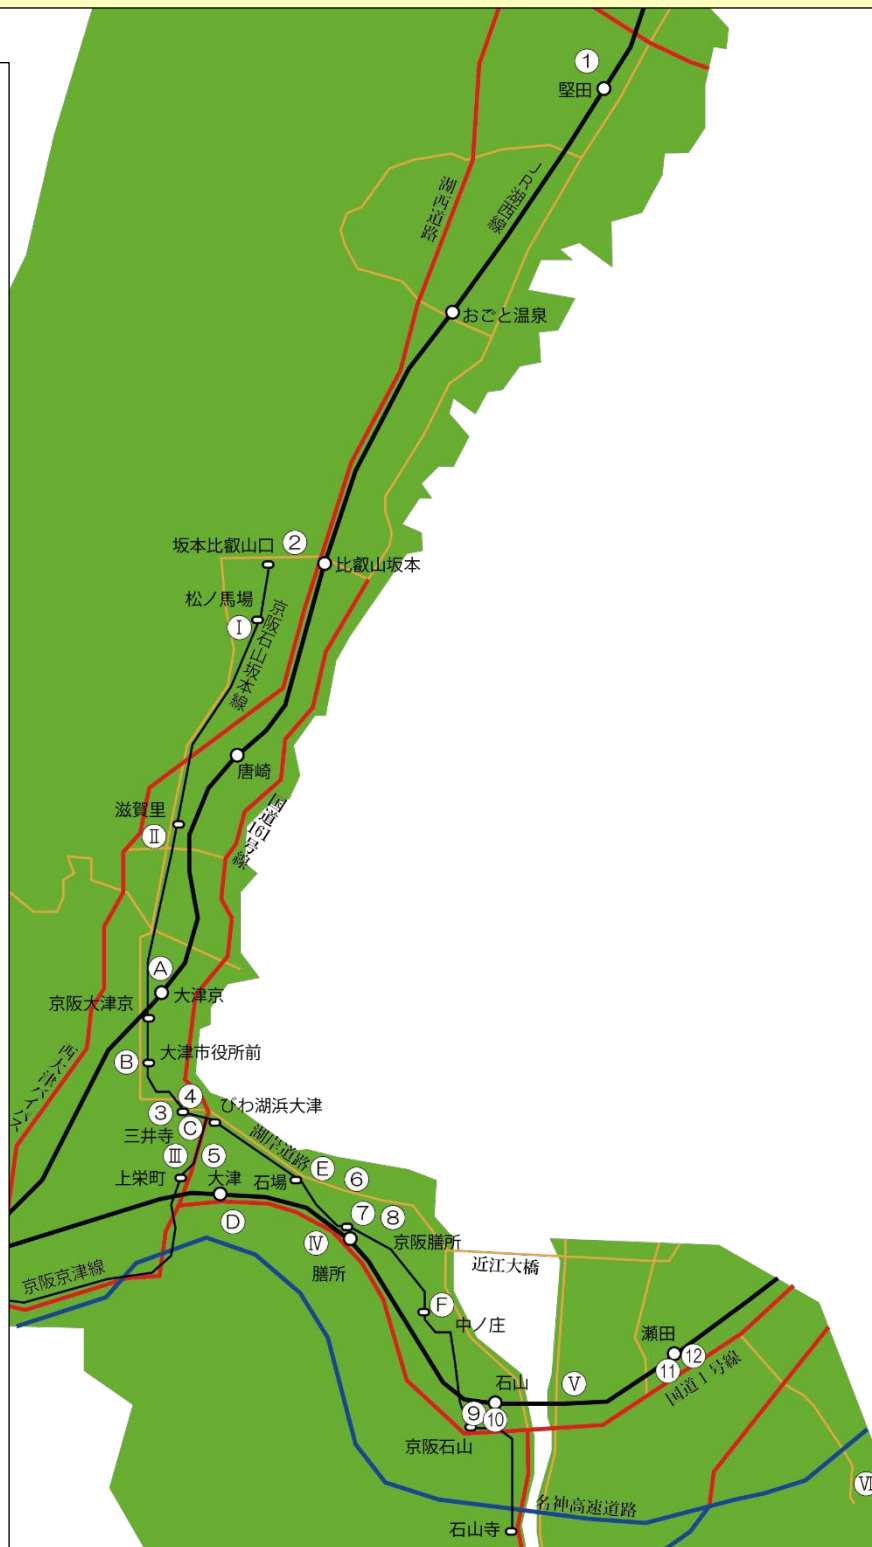 ①
堅田
湖西道路
JR湖西線
おごと温泉
坂本比叡山口
②
比叡山坂本
松ノ馬場
Ⅰ
京阪石山坂本線
唐崎
国道161号線
滋賀里
Ⅱ
A
大津京
京阪大津京
西大津バイパス
大津市役所前
B
④
③
びわ湖浜大津
C
三井寺
湖岸道路
Ⅲ
⑤
上栄町
大津
石場
E
⑥
D
⑦
⑧
Ⅳ
京阪膳所
膳所
近江大橋
京阪京津線
F
中ノ庄
瀬田
⑪
⑫
国道1号線
石山
Ⅴ
⑨
⑩
京阪石山
Ⅵ
名神高速道路
石山寺